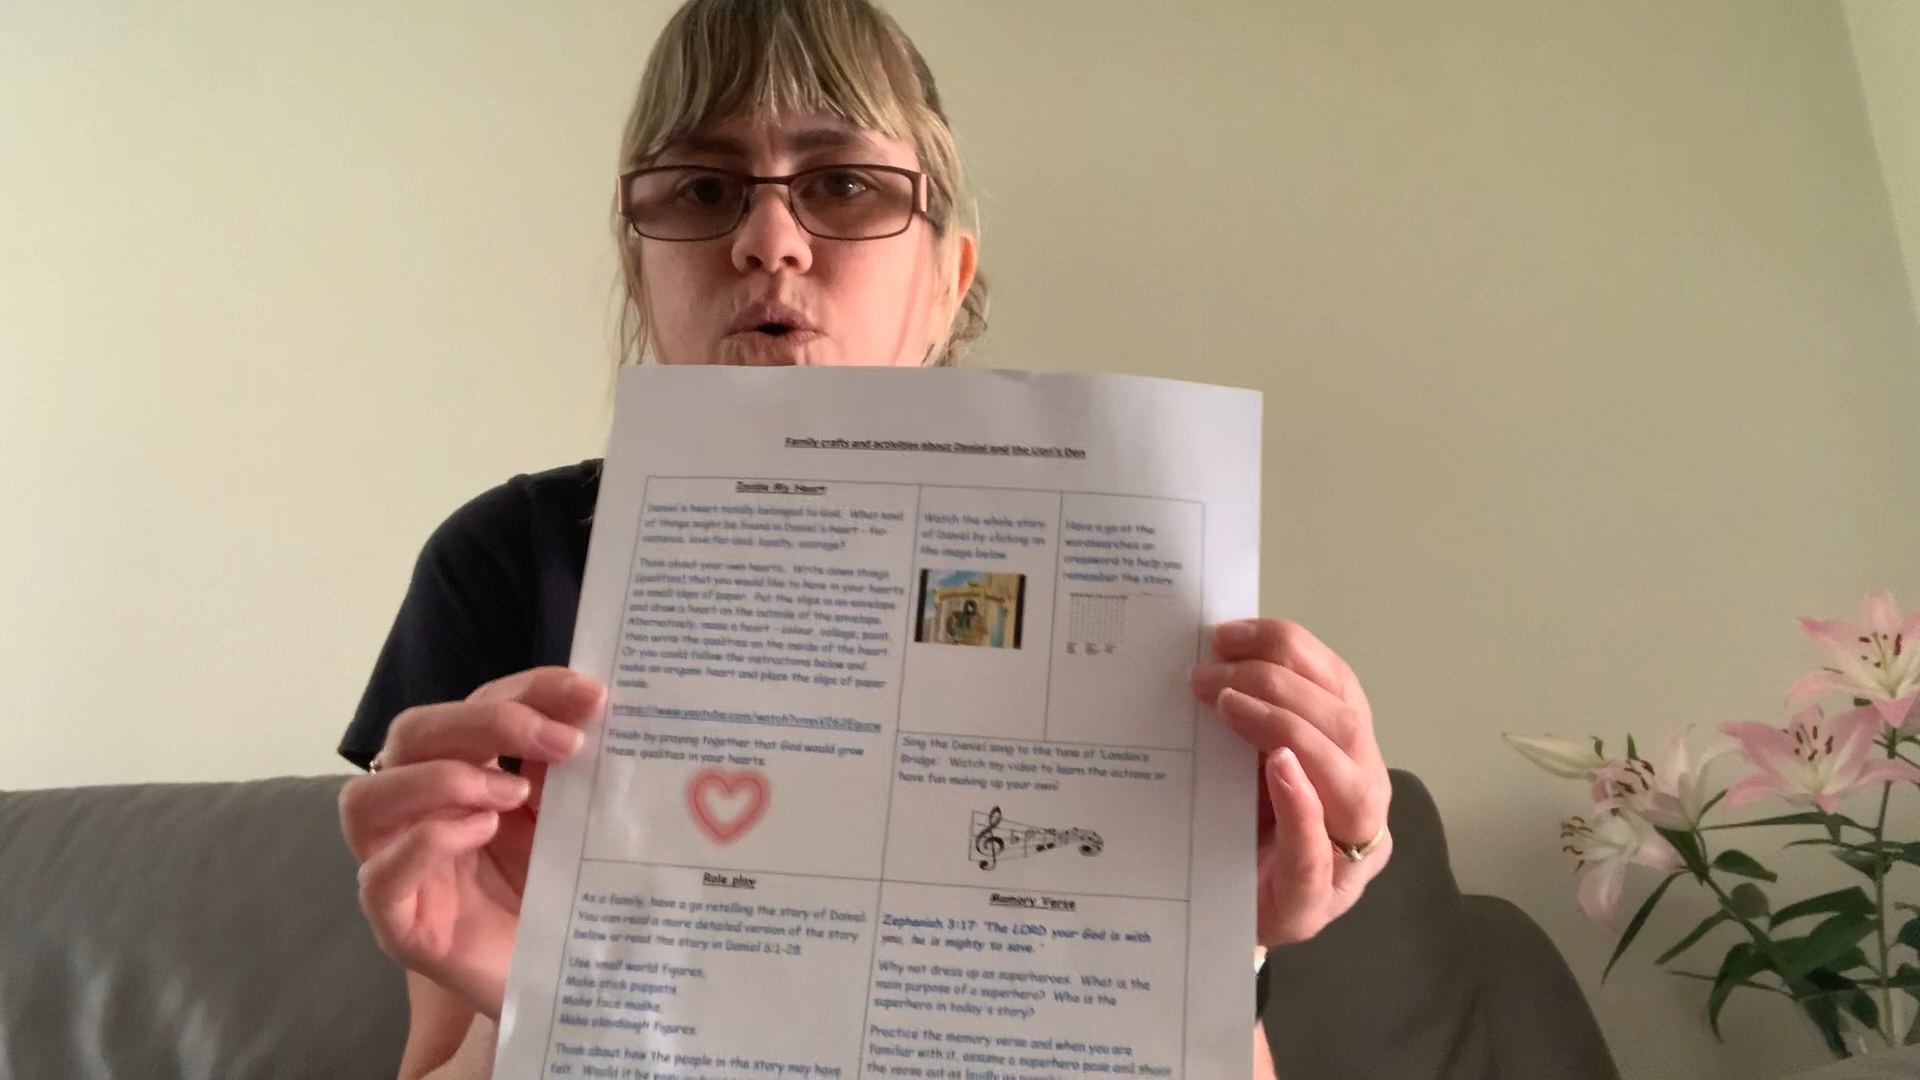 Family crafts and activities about Daniel and the Lion's Den
Inside My Heart
Daniel's heart totally belonged to God. What kind
of things might be found in Daniel's heart - for
instance, love for God, loyalty, courage?
Think about your own hearts. Write down things
(qualities) that you would like to have in your hearts
on small slips of paper. Put the slips in an envelope
and draw a heart on the outside of the envelope.
Alternatively, make a heart - colour, collage, paint,
then write the qualities on the inside of the heart.
Or you could follow the instructions below and
make an origami heart and place the slips of paper
inside.
Finish by praying together that God would grow
these qualities in your hearts.
Watch the whole story
of Daniel by clicking on
the image below
Have a go at the
wordsearches or
crossword to help you
remember the story
Sing the Daniel song to the tune of 'London's
Bridge'. Watch my video to learn the actions or
have fun making up your own!
Role play
As a family, have a go retelling the story of Daniel.
You can read a more detailed version of the story
below or read the story in Daniel 6:1-28.
Use small world figures,
Make stick puppets,
Make face masks,
Make playdough figures.
Think about how the people in the story may have
felt. Would it be
Memory Verse
Zephaniah 3:17 'The LORD your God is with
you, he is mighty to save.'
Why not dress up as superheroes. What is the
main purpose of a superhero? Who is the
superhero in today's story?
Practice the memory verse and when you are
familiar with it, assume a superhero pose and shout
the verse out as loudly as